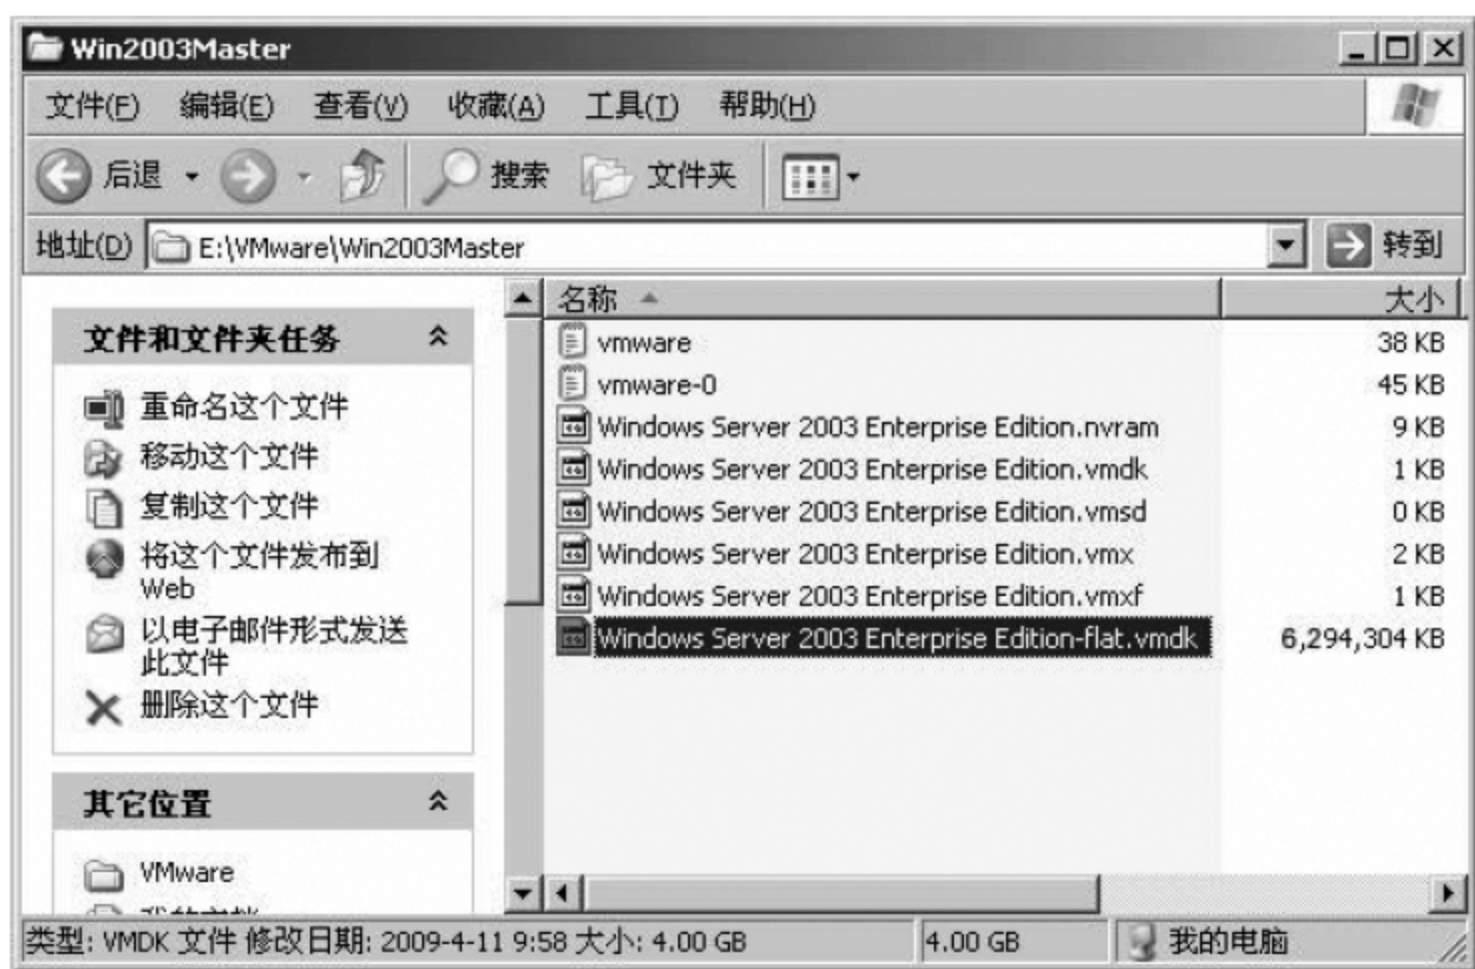 Win2003Master
文件(F) 编辑(E) 查看(V) 收藏(A) 工具(T) 帮助(H)
后退 搜索 文件夹
地址(D) E:\VMware\Win2003Master 转到
名称 大小
文件和文件夹任务
重命名这个文件
移动这个文件
复制这个文件
将这个文件发布到
Web
以电子邮件形式发送
此文件
删除这个文件
其它位置
VMware
vmware 38 KB
vmware-0 45 KB
Windows Server 2003 Enterprise Edition.nvram 9 KB
Windows Server 2003 Enterprise Edition.vmdk 1 KB
Windows Server 2003 Enterprise Edition.vmsd 0 KB
Windows Server 2003 Enterprise Edition.vmx 2 KB
Windows Server 2003 Enterprise Edition.vmxf 1 KB
Windows Server 2003 Enterprise Edition-flat.vmdk 6,294,304 KB
类型: VMDK 文件 修改日期: 2009-4-11 9:58 大小: 4.00 GB 4.00 GB 我的电脑